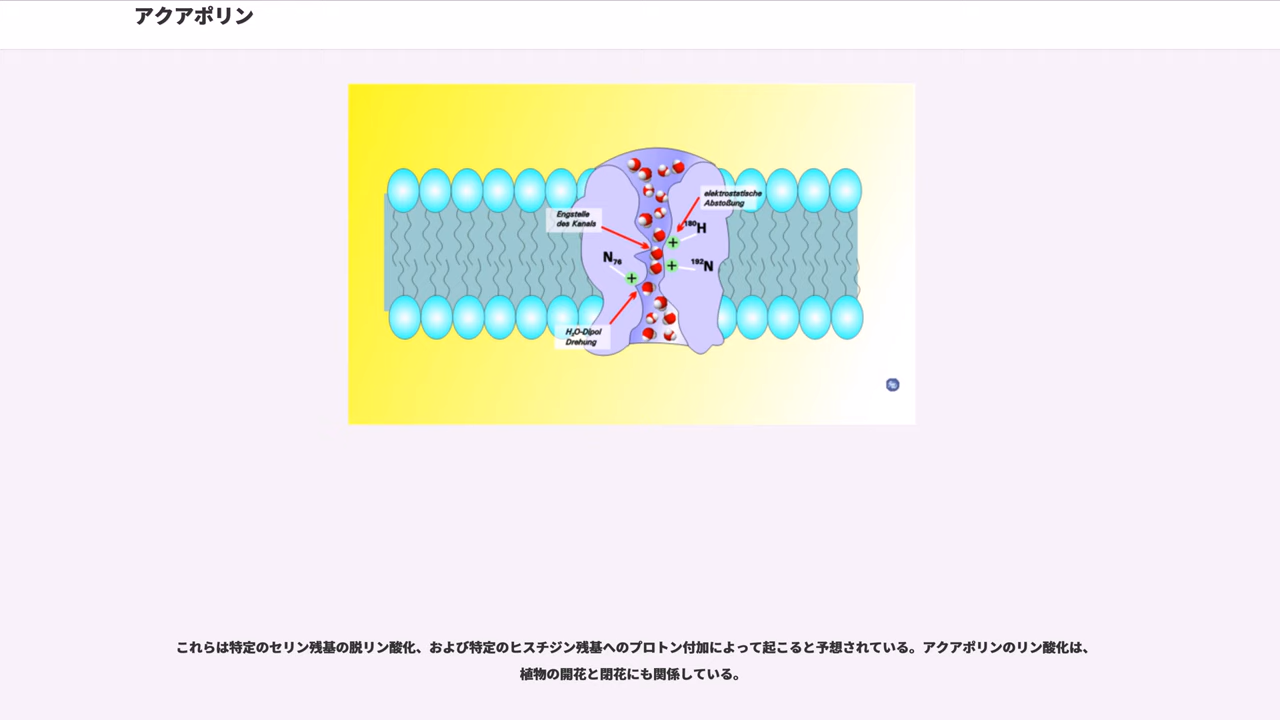 アクアポリン
elektrostatische
Abstoßung
Engstelle
des Kanals
180H
N76
192N
H2O-Dipol
Drehung
これらは特定のセリン残基の脱リン酸化、および特定のヒスチジン残基へのプロトン付加によって起こると予想されている。アクアポリンのリン酸化は、
植物の開花と閉花にも関係している。